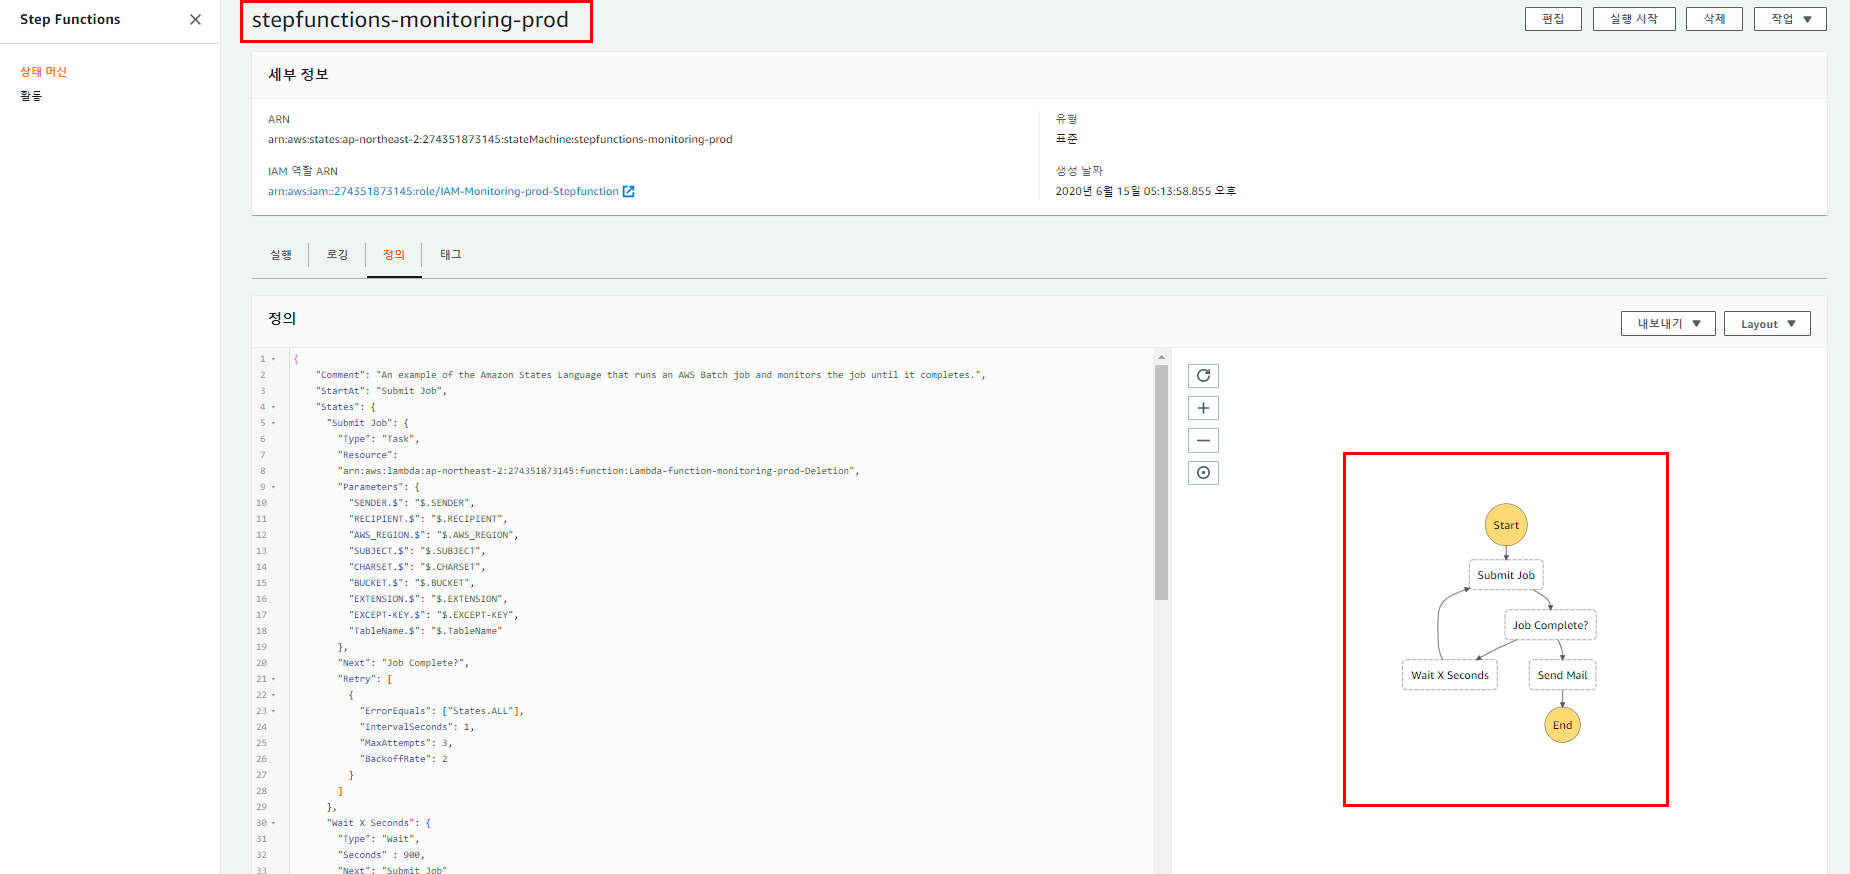 Step Functions
상태 머신
활동
stepfunctions-monitoring-prod
편집
실행 시작
삭제
작업
세부 정보
ARN
arn:aws:states:ap-northeast-2:274351873145:stateMachine:stepfunctions-monitoring-prod
IAM 역할 ARN
arn:aws:iam::274351873145:role/IAM-Monitoring-prod-Stepfunction
유형
표준
생성 날짜
2020년 6월 15일 05:13:58.855 오후
실행
로깅
정의
태그
정의
내보내기
Layout
1 {
2 "Comment": "An example of the Amazon States Language that runs an AWS Batch job and monitors the job until it completes.",
3 "StartAt": "Submit Job",
4 "States": {
5 "Submit Job": {
6 "Type": "Task",
7 "Resource":
8 "arn:aws:lambda:ap-northeast-2:274351873145:function:Lambda-function-monitoring-prod-Deletion",
9 "Parameters": {
10 "SENDER.$": "$.SENDER",
11 "RECIPIENT.$": "$.RECIPIENT",
12 "AWS_REGION.$": "$.AWS_REGION",
13 "SUBJECT.$": "$.SUBJECT",
14 "CHARSET.$": "$.CHARSET",
15 "BUCKET.$": "$.BUCKET",
16 "EXTENSION.$": "$.EXTENSION",
17 "EXCEPT-KEY.$": "$.EXCEPT-KEY",
18 "TableName.$": "$.TableName"
19 },
20 "Next": "Job Complete?",
21 "Retry": [
22 {
23 "ErrorEquals": ["States.ALL"],
24 "IntervalSeconds": 1,
25 "MaxAttempts": 3,
26 "BackoffRate": 2
27 }
28 ]
29 },
30 "Wait X Seconds": {
31 "Type": "Wait",
32 "Seconds" : 900,
33 "Next": "Submit Job"
Start
Submit Job
Job Complete?
Wait X Seconds
Send Mail
End